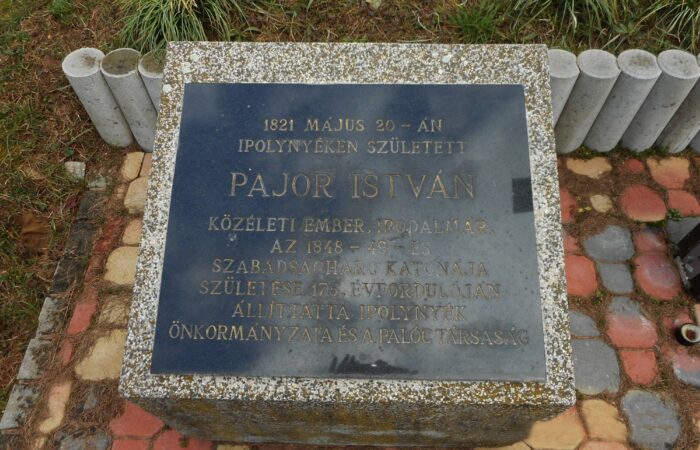 1821 MÁJUS 20-ÁN
IPOLYNYÉKEN SZÜLETETT
PAJOR ISTVÁN
KÖZÉLETI EMBER, IRODALMÁR,
AZ 1848-49-ES
SZABADSÁGHARC KATONÁJA
SZÜLETÉSE 175. ÉVFORDULÓJÁN
ÁLLÍTTATTA IPOLYNYÉK
ÖNKORMÁNYZATA ÉS A PALÓC TÁRSASÁG